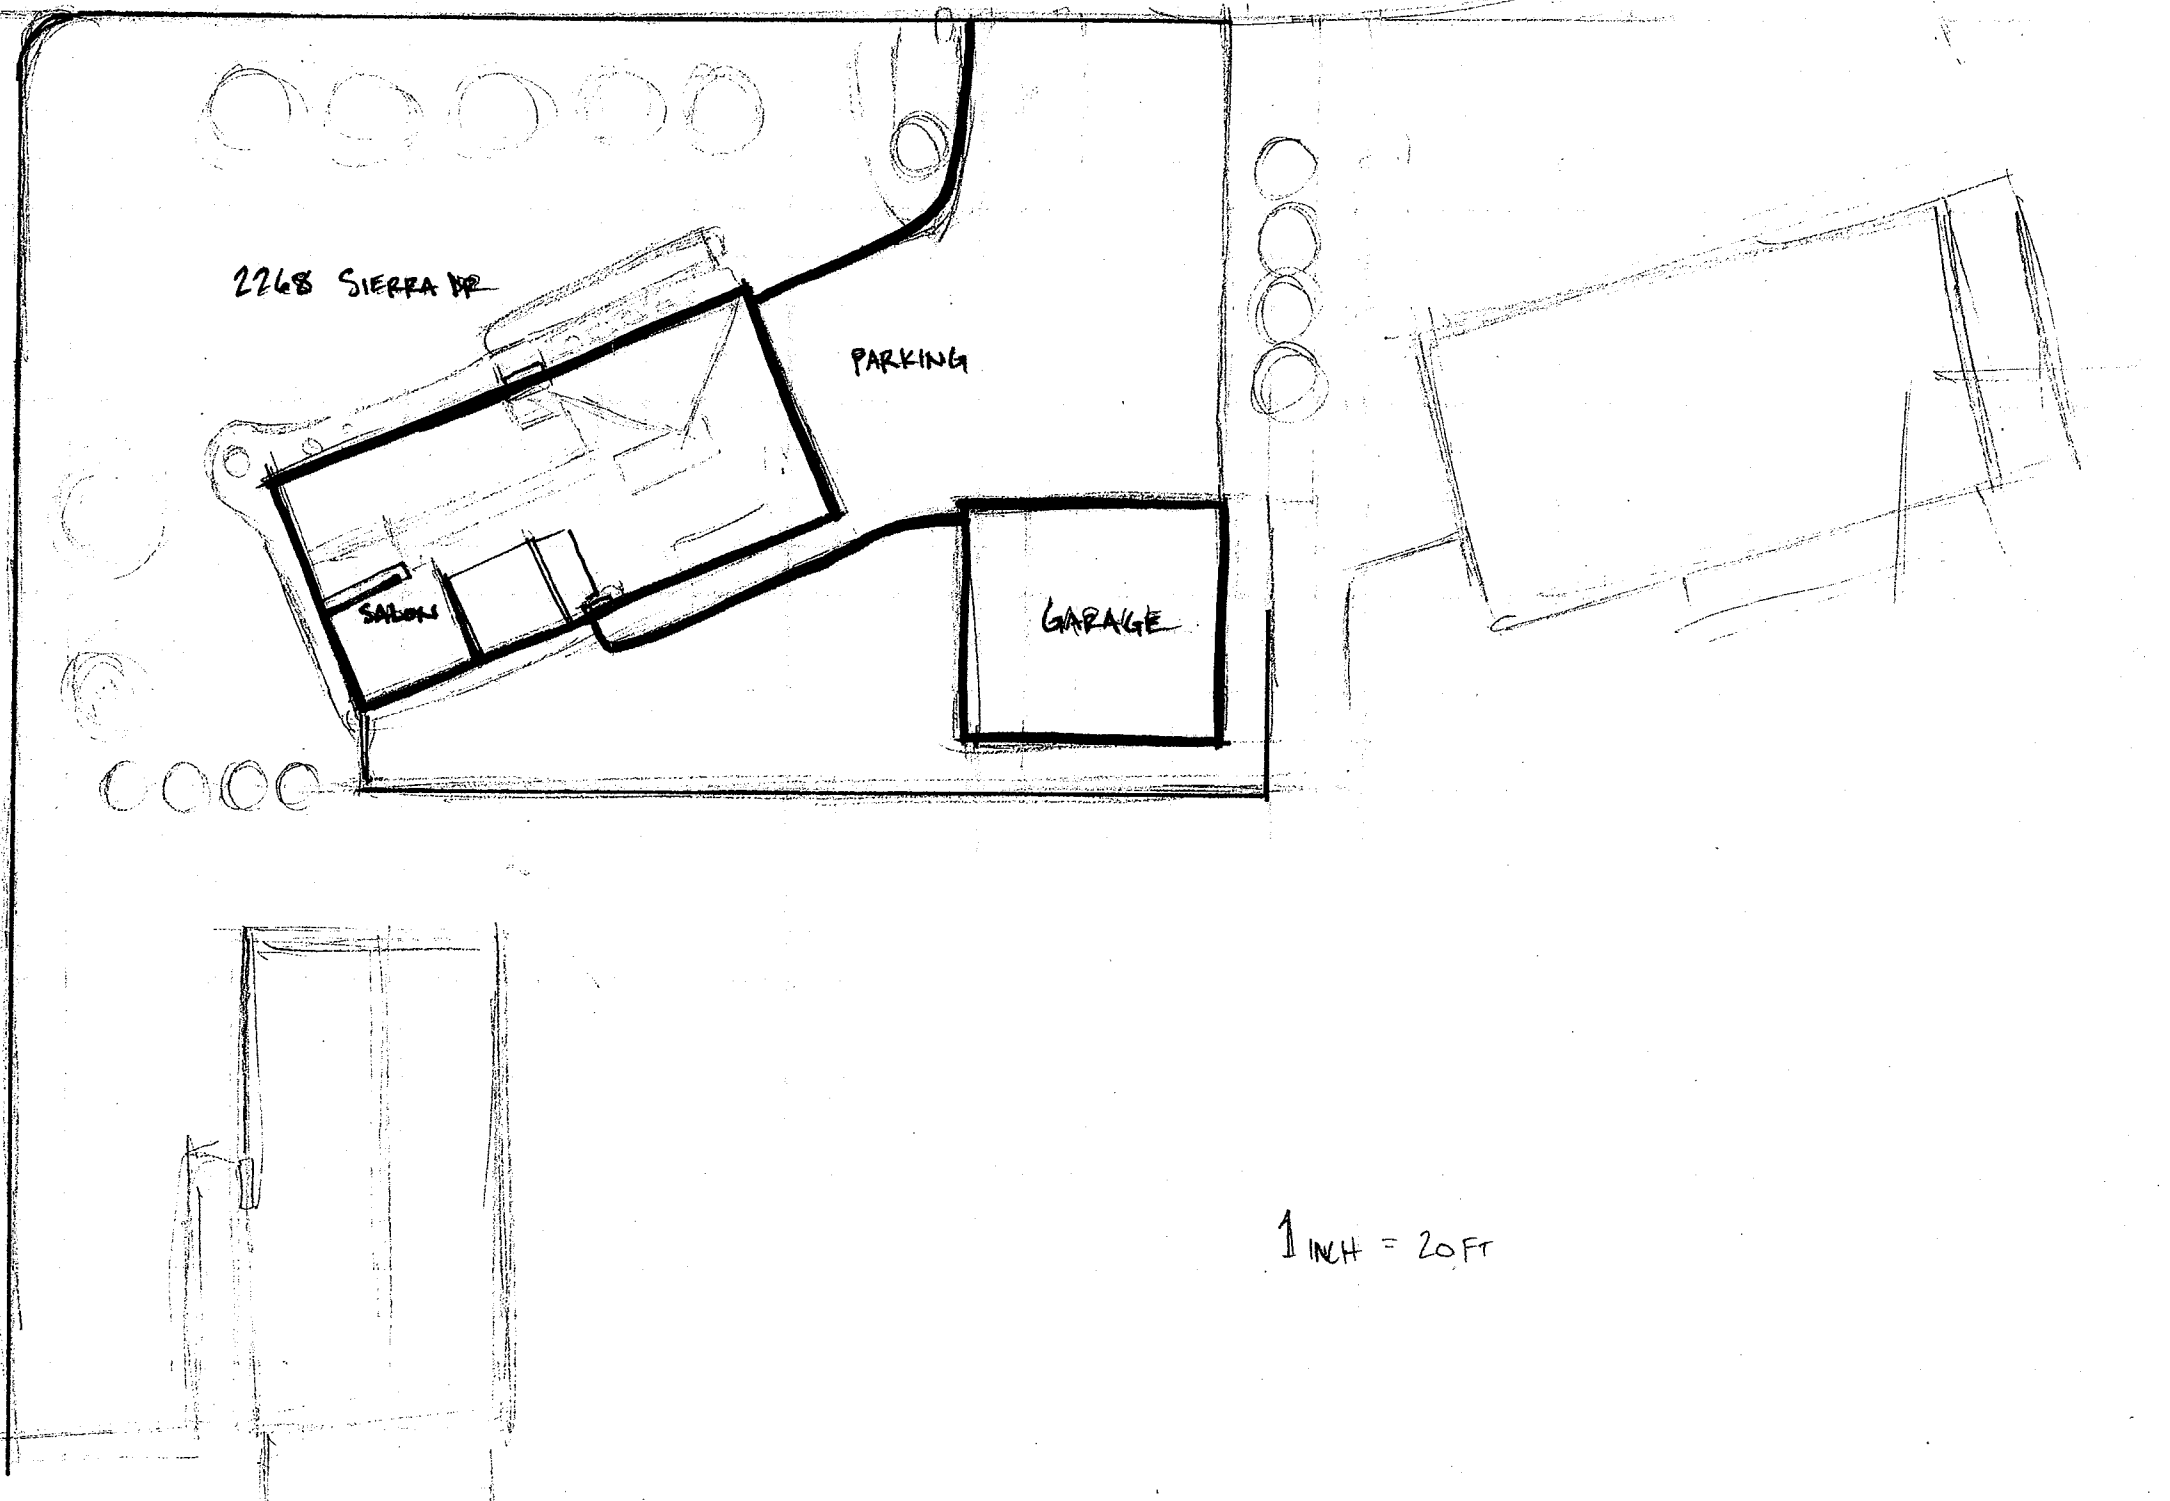 2268 SIERRA DR
PARKING
SALON
GARAGE
1 INCH = 20 FT